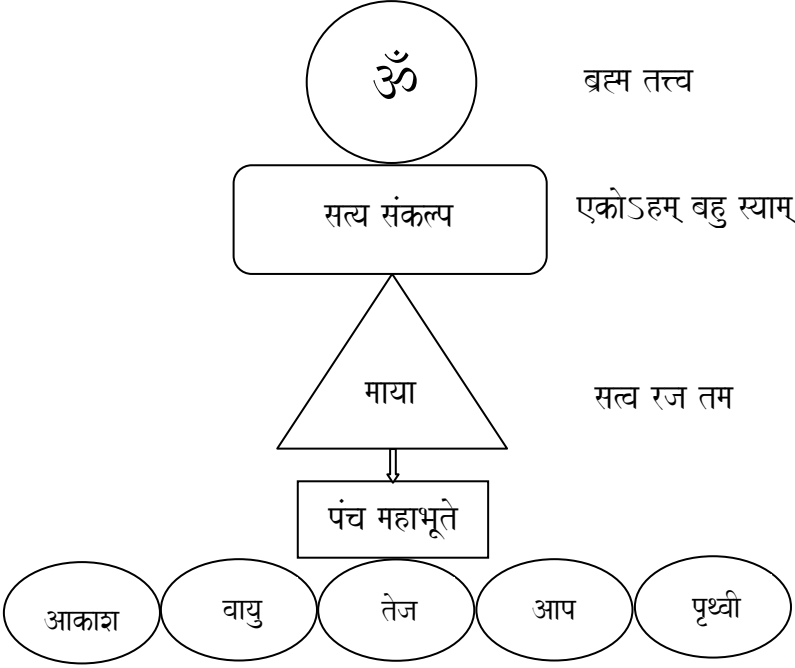 ॐ
ब्रह्म तत्त्व
सत्य संकल्प
एकोऽहम् बहु स्याम्
माया
सत्व रज तम
पंच महाभूते
आकाश
वायु
तेज
आप
पृथ्वी